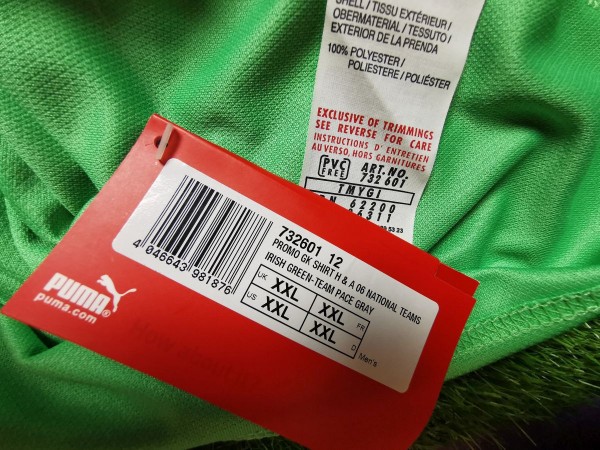 SHELL / TISSU EXTÉRIEUR /
OBERMATERIAL / TESSUTO /
EXTERIOR DE LA PRENDA
100% POLYESTER /
POLIESTERE / POLIÉSTER
EXCLUSIVE OF TRIMMINGS
SEE REVERSE FOR CARE
INSTRUCTIONS D'ENTRETIEN
AU VERSO, HORS GARNITURES
PVC
FREE
ART.NO.
732601
TMYGI
62200
53 23
PUMA
puma.com
4 046643 981876
732601 12
PROMO GK SHIRT H & A 06 NATIONAL TEAMS
IRISH GREEN-TEAM PACE GRAY
UK XXL XXL FR
US XXL XXL D
Men's